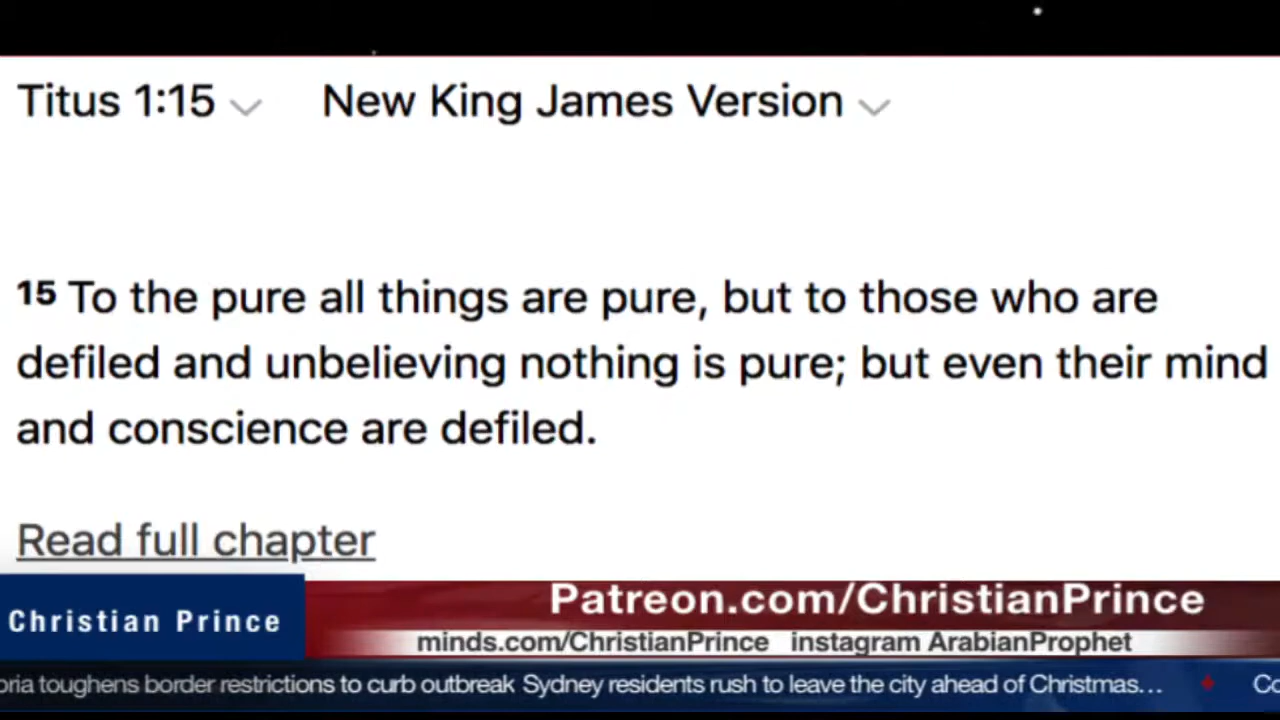 Titus 1:15 New King James Version
15 To the pure all things are pure, but to those who are
defiled and unbelieving nothing is pure; but even their mind
and conscience are defiled.
Read full chapter
Christian Prince
Patreon.com/ChristianPrince
minds.com/ChristianPrince instagram ArabianProphet
oria toughens border restrictions to curb outbreak Sydney residents rush to leave the city ahead of Christmas... Co